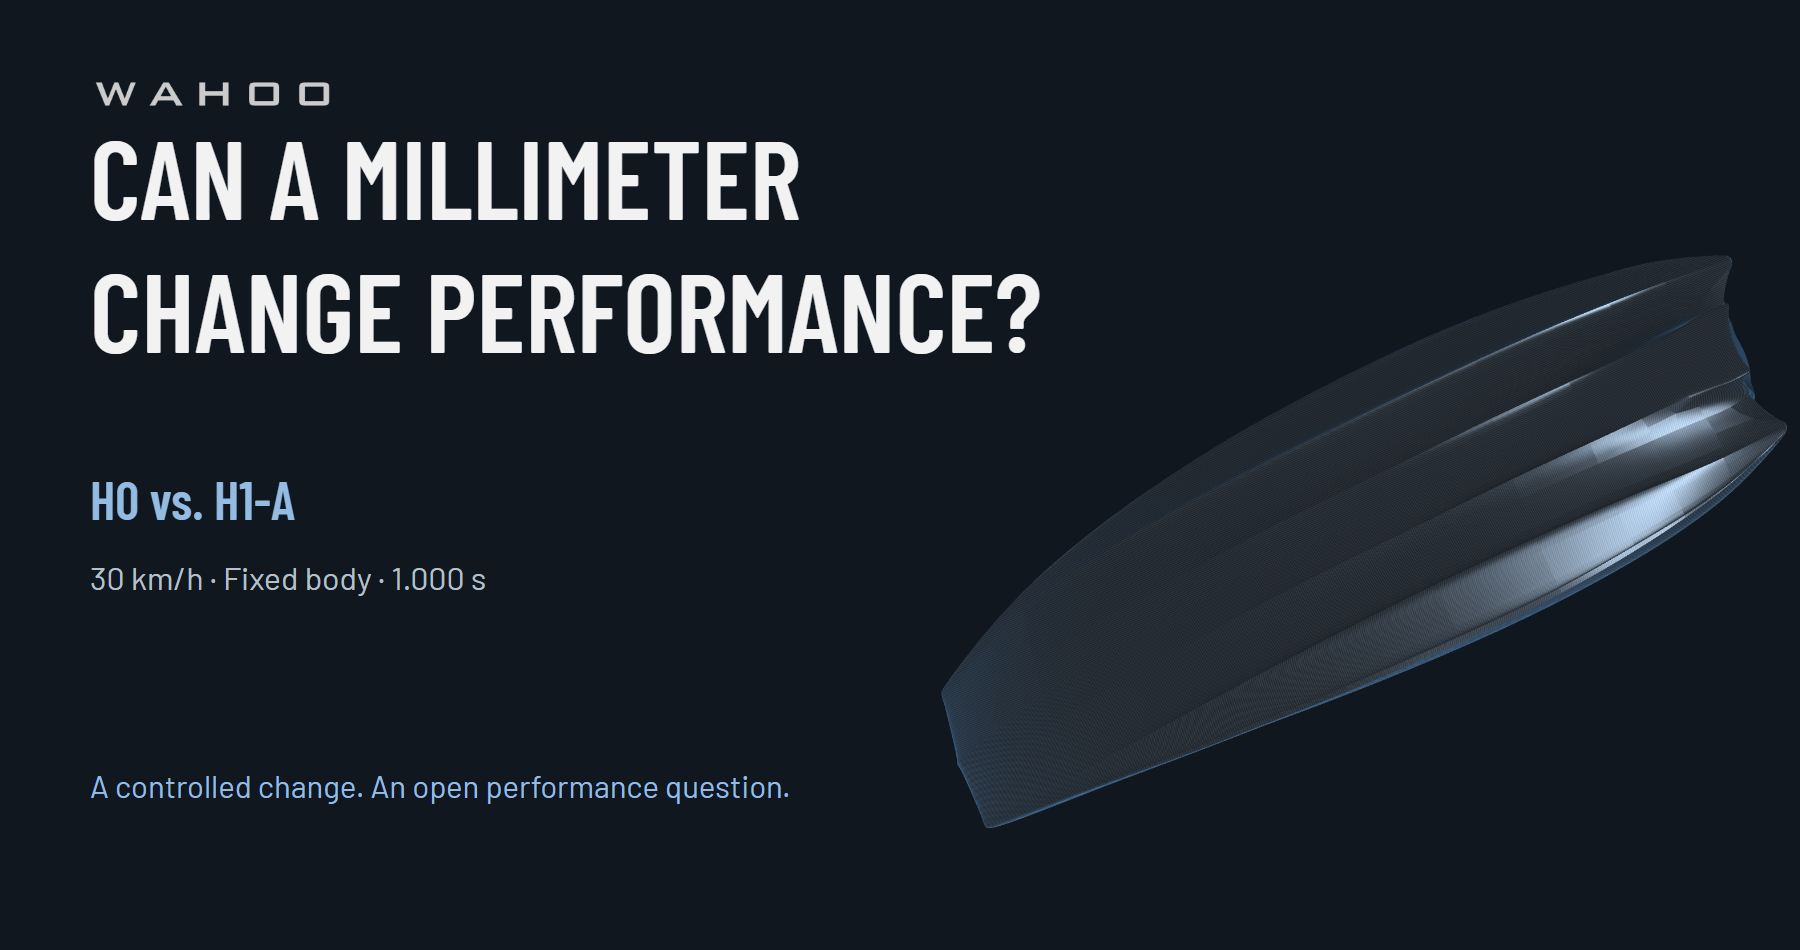 WAHOO
CAN A MILLIMETER
CHANGE PERFORMANCE?
H0 vs. H1-A
30 km/h · Fixed body · 1.000 s
A controlled change. An open performance question.